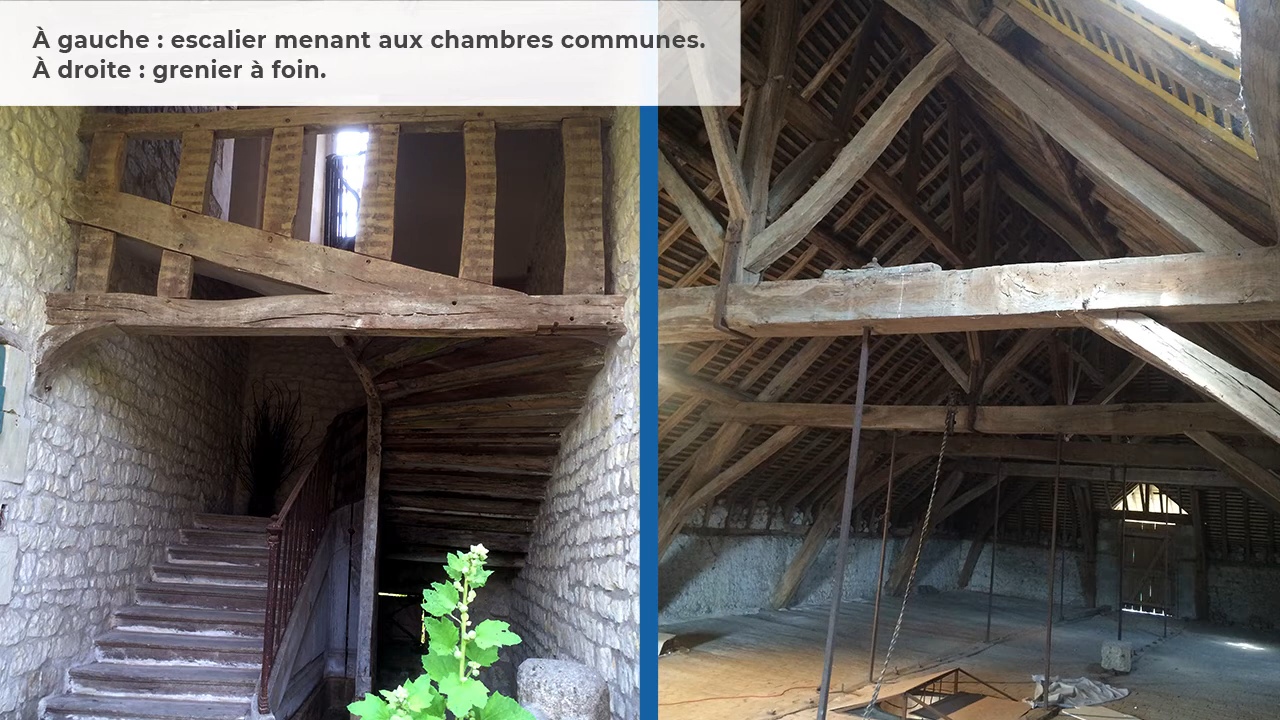 À gauche : escalier menant aux chambres communes.
À droite : grenier à foin.